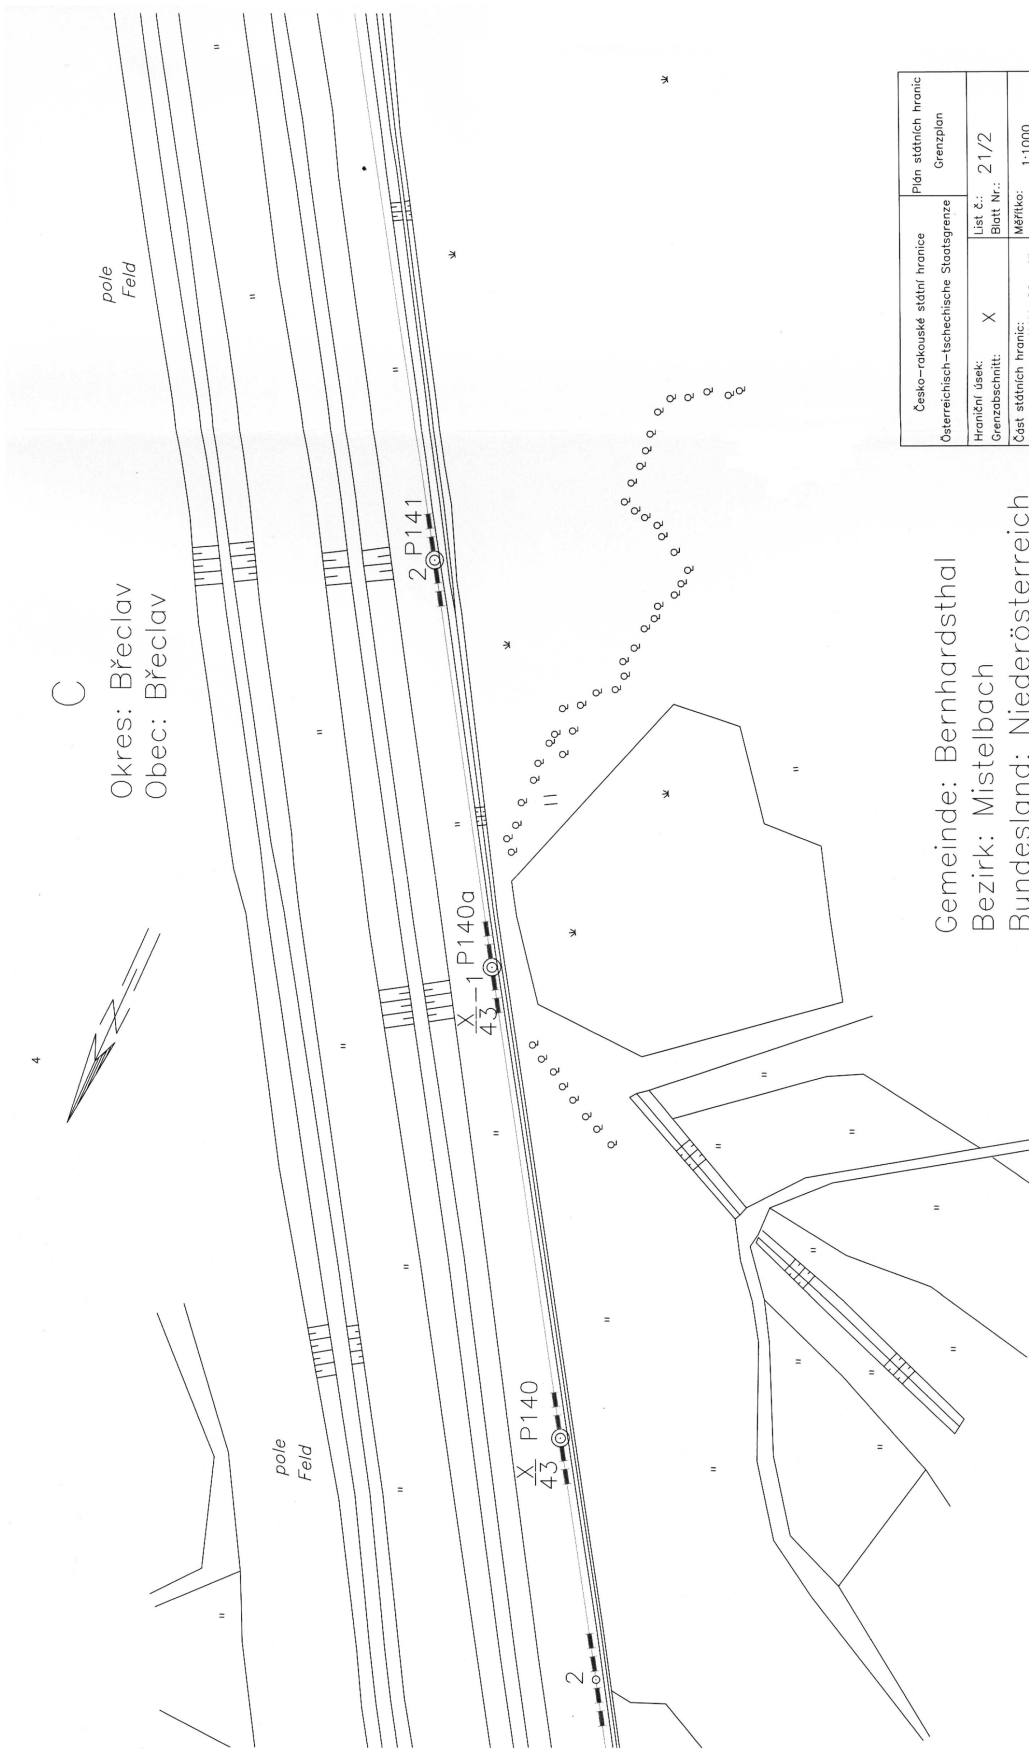 4
C
Okres: Břeclav
Obec: Břeclav
pole
Feld
pole
Feld
2
X
43
P140
X
43
-1 P140a
2 P141
Gemeinde: Bernhardsthal
Bezirk: Mistelbach
Bundesland: Niederösterreich
Česko-rakouské státní hranice
Österreichisch-tschechische Staatsgrenze
Plán státních hranic
Grenzplan
Hraniční úsek:
Grenzabschnitt:
X
List č.:
Blatt Nr.:
21/2
Část státních hranic:
Měřítko:
1:1000